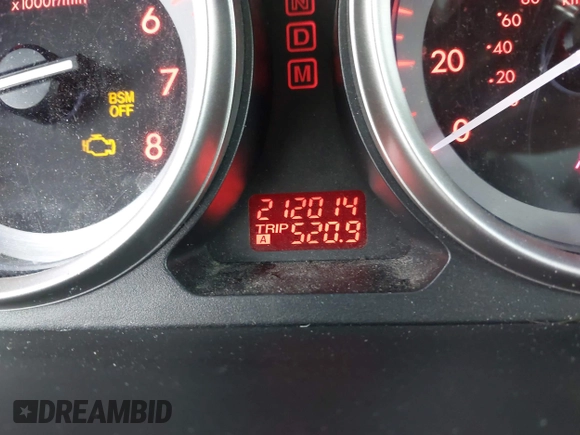 x1000r/min
6
7
8
BSM
OFF
N
D
M
212014
TRIP
A 520.9
60
40
20
20
0
DREAMBID